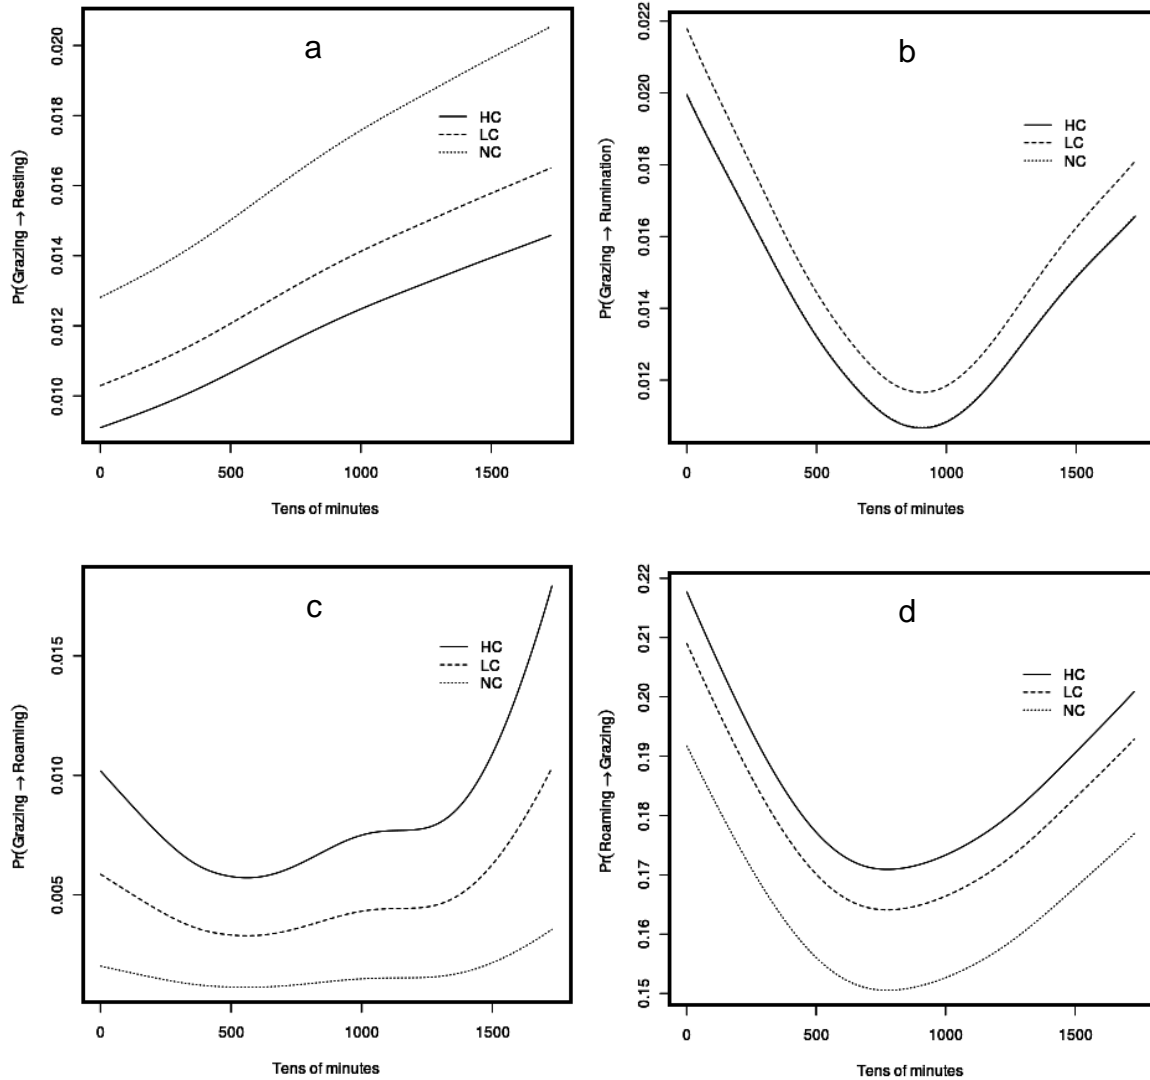 a
Pr(Grazing → Resting)
0.020
0.018
0.016
0.014
0.012
0.010
HC
LC
NC
0
500
1000
1500
Tens of minutes
b
Pr(Grazing → Rumination)
0.022
0.020
0.018
0.016
0.014
0.012
HC
LC
NC
0
500
1000
1500
Tens of minutes
c
Pr(Grazing → Roaming)
0.015
0.010
0.005
HC
LC
NC
0
500
1000
1500
Tens of minutes
d
Pr(Roaming → Grazing)
0.22
0.21
0.20
0.19
0.18
0.17
0.16
0.15
HC
LC
NC
0
500
1000
1500
Tens of minutes